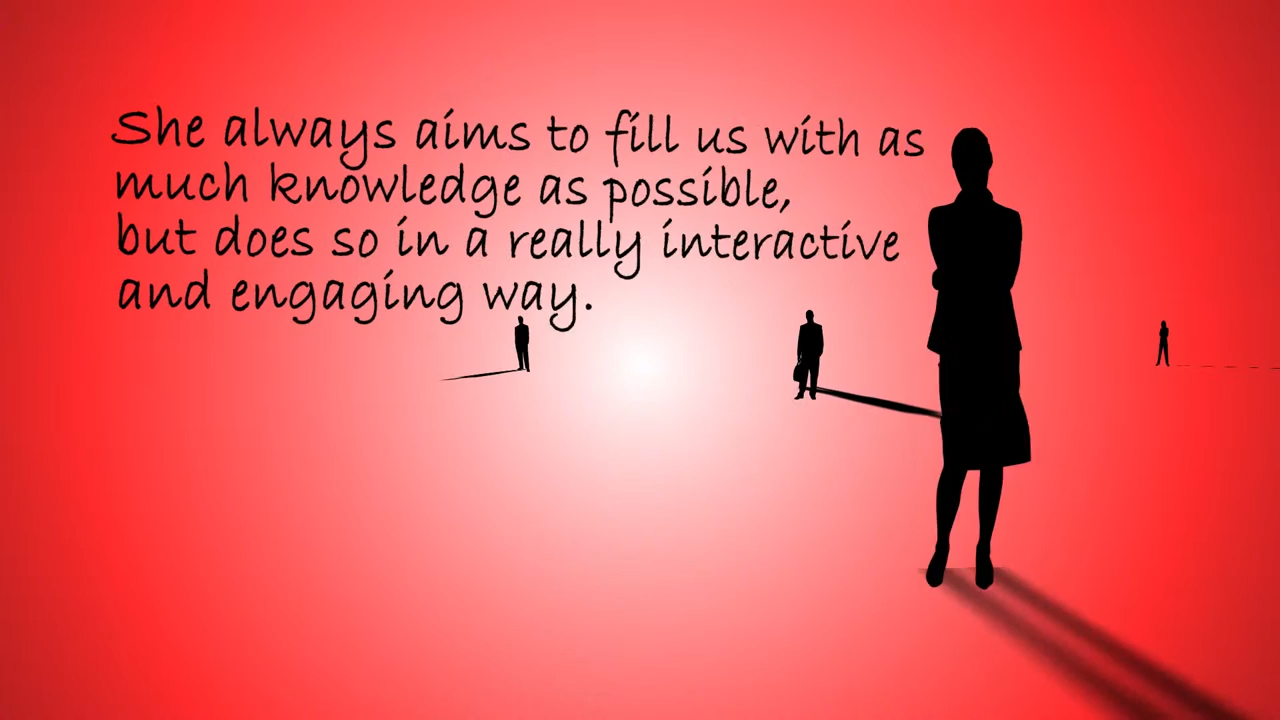 She always aims to fill us with as
much knowledge as possible,
but does so in a really interactive
and engaging way.